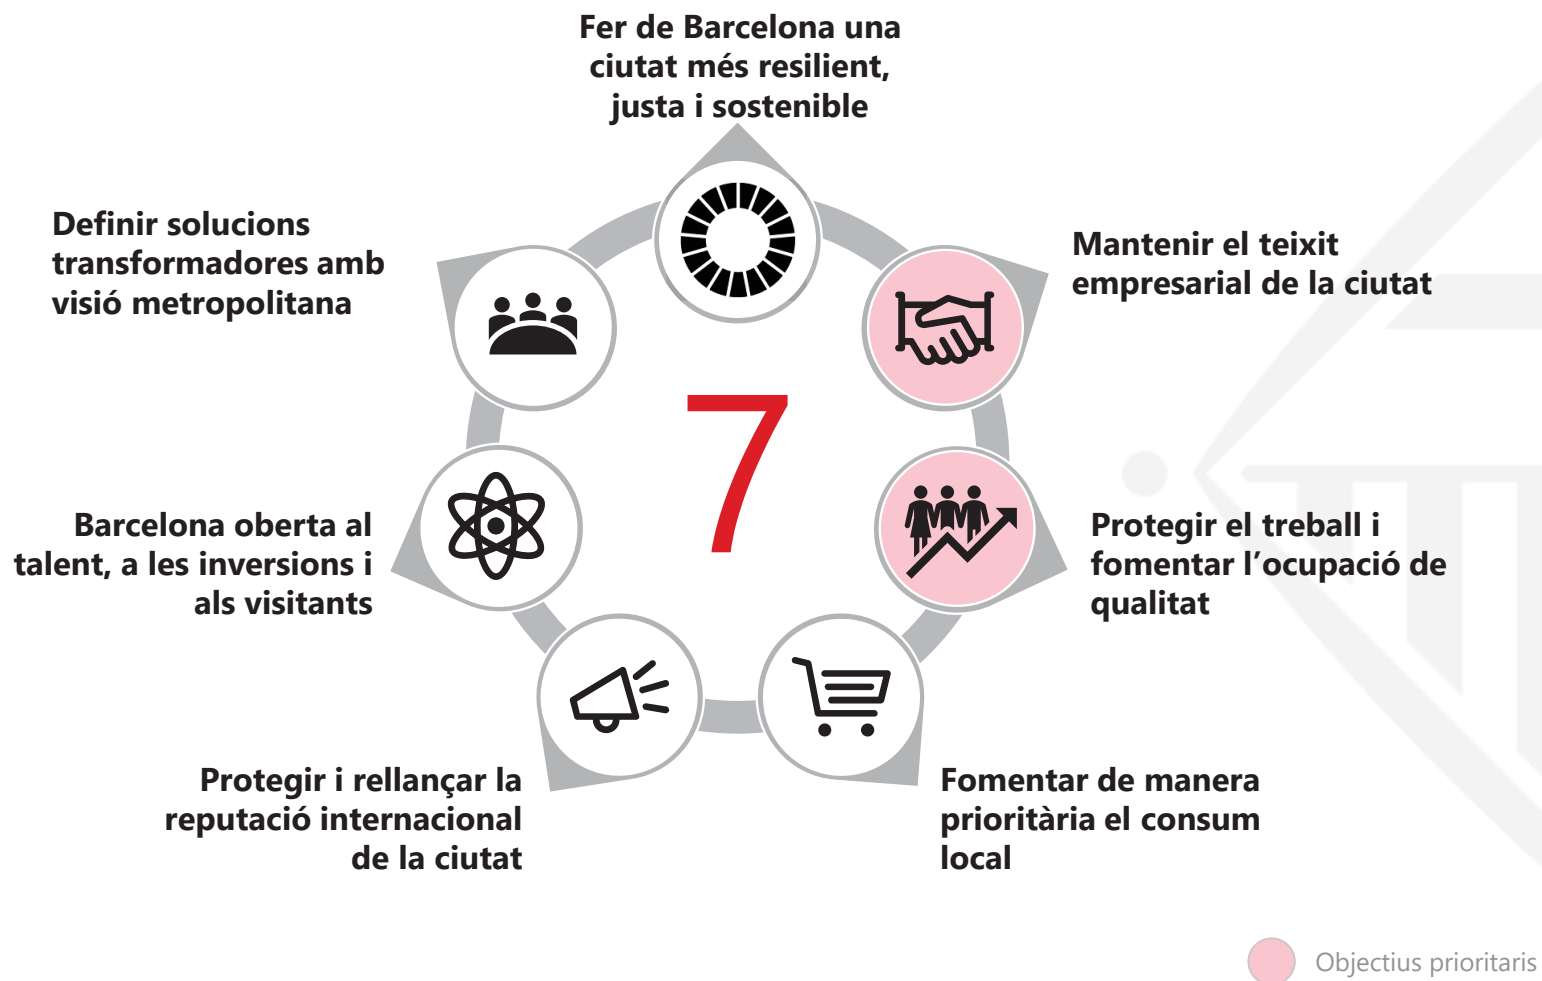 Fer de Barcelona una
ciutat més resilient,
justa i sostenible
Mantenir el teixit
empresarial de la ciutat
Protegir el treball i
fomentar l’ocupació de
qualitat
Fomentar de manera
prioritària el consum
local
Protegir i rellançar la
reputació internacional
de la ciutat
Barcelona oberta al
talent, a les inversions i
als visitants
Definir solucions
transformadores amb
visió metropolitana
7
Objectius prioritaris